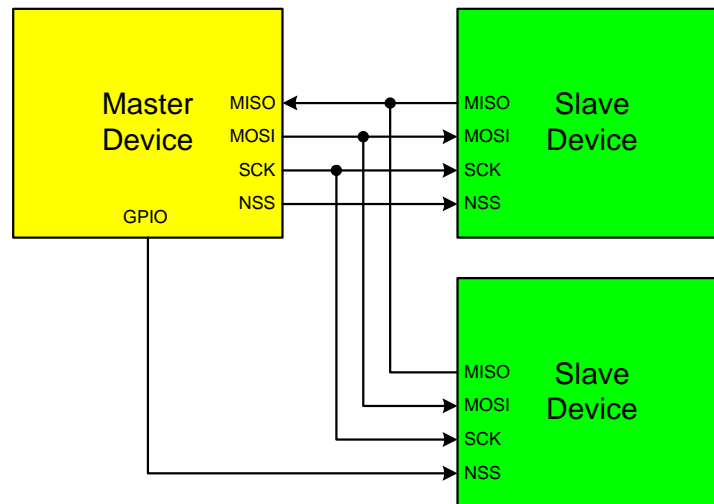 Master
Device
MISO
MOSI
SCK
NSS
GPIO
MISO
MOSI
SCK
NSS
Slave
Device
MISO
MOSI
SCK
NSS
Slave
Device